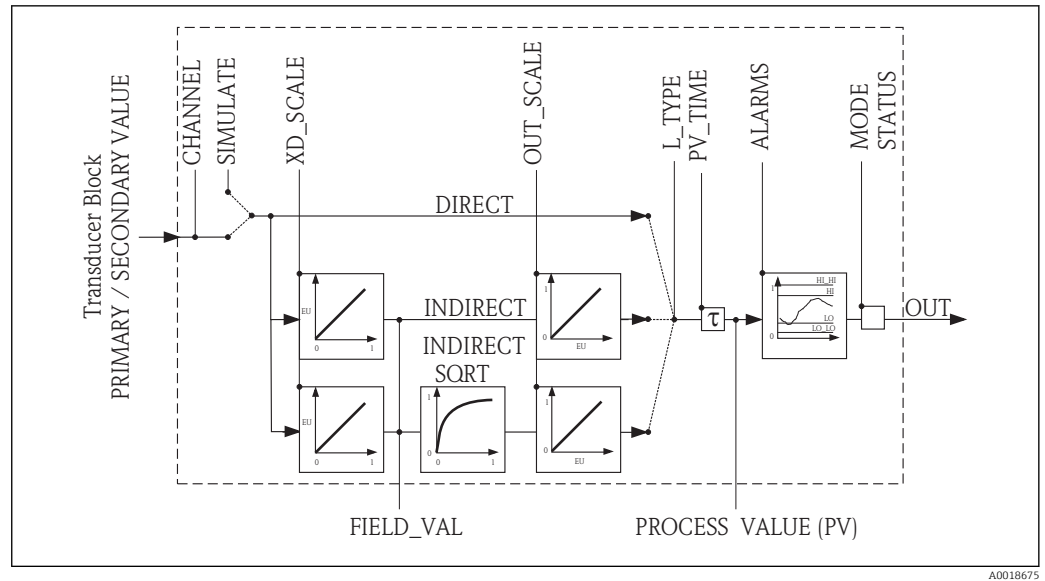 Transducer Block
PRIMARY / SECONDARY VALUE
CHANNEL
SIMULATE
XD_SCALE
OUT_SCALE
L_TYPE
PV_TIME
ALARMS
MODE
STATUS
DIRECT
EU
0
1
INDIRECT
1
0
EU
τ
1
0
HI_HI
HI
LO
LO_LO
OUT
INDIRECT
SQRT
EU
0
1
1
0
0
1
1
0
EU
FIELD_VAL
PROCESS VALUE (PV)
A0018675